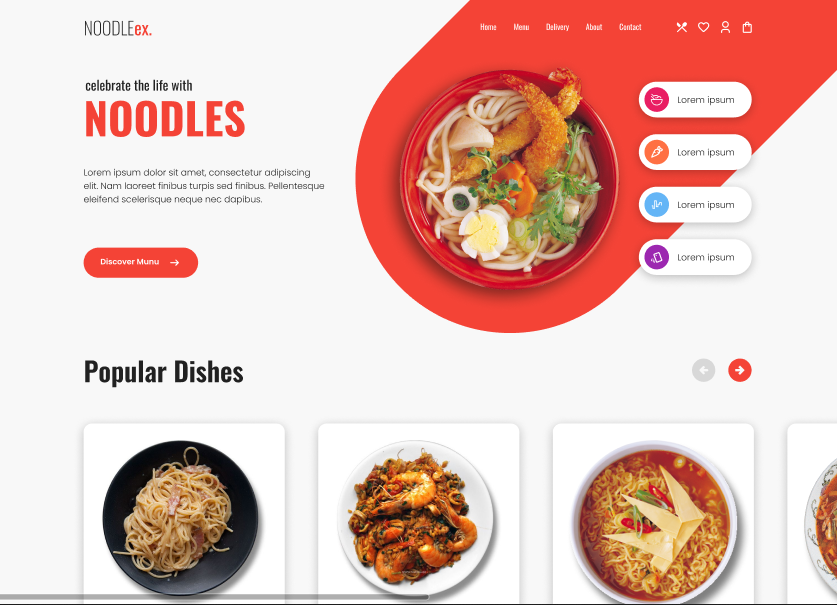 NOODLEex.
Home Menu Delivery About Contact
celebrate the life with
NOODLES
Lorem ipsum dolor sit amet, consectetur adipiscing
elit. Nam laoreet finibus turpis sed finibus. Pellentesque
eleifend scelerisque neque nec dapibus.
Discover Munu
Lorem ipsum
Lorem ipsum
Lorem ipsum
Lorem ipsum
Popular Dishes